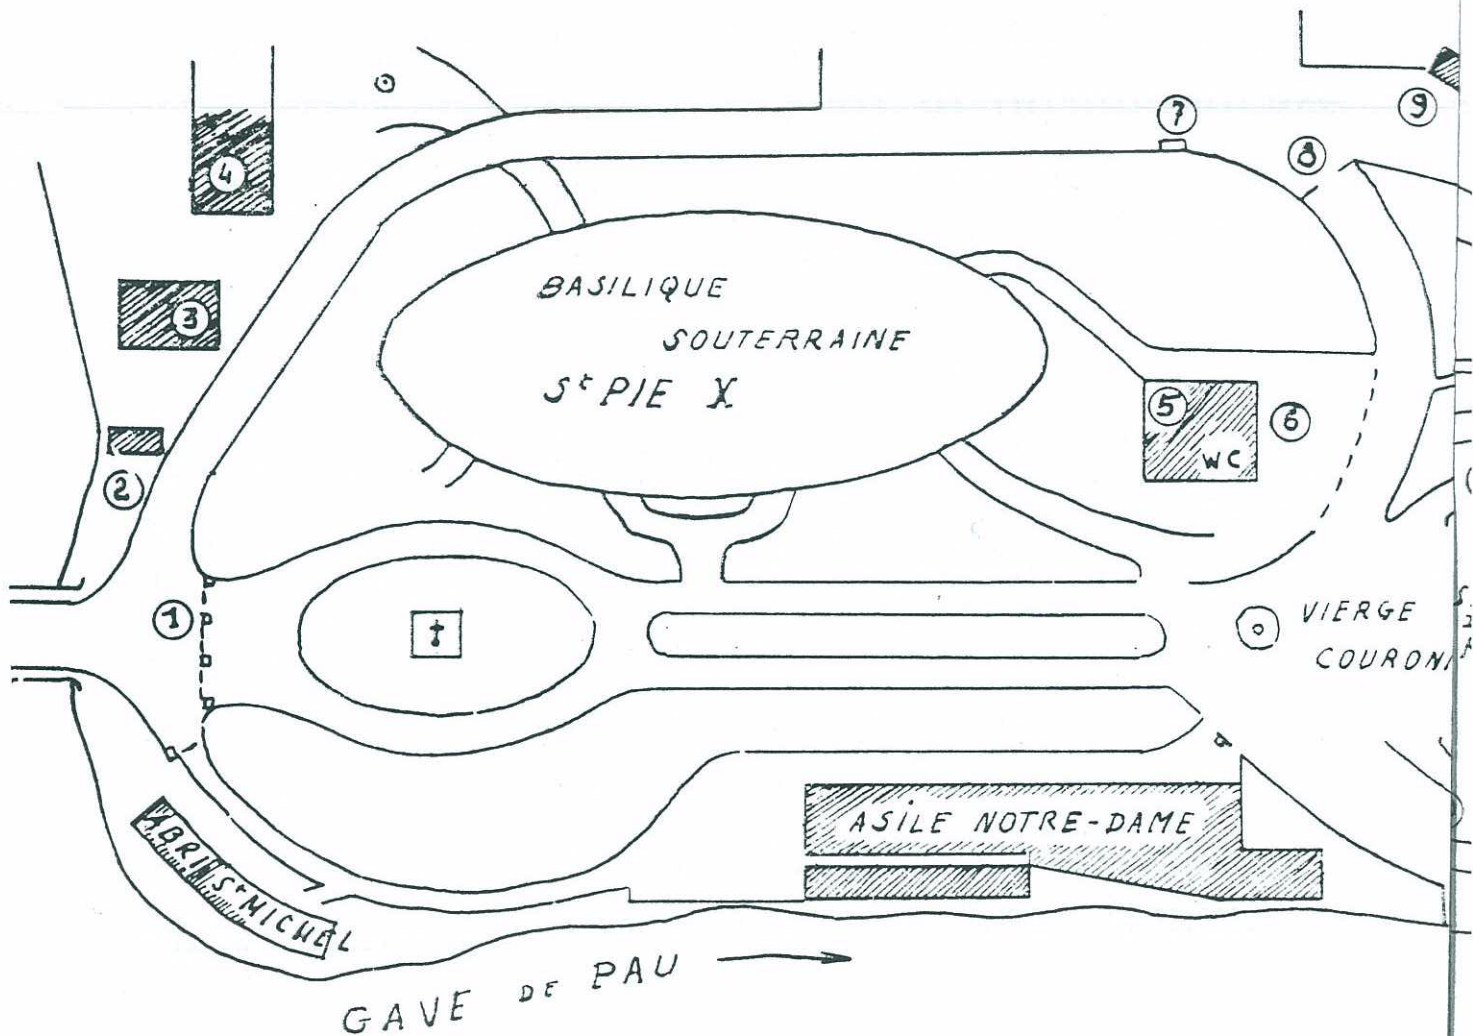 9
7
8
4
BASILIQUE
SOUTERRAINE
3
St PIE X
5
6
WC
2
1
VIERGE
COURON
ABRI St MICHEL
ASILE NOTRE-DAME
GAVE DE PAU